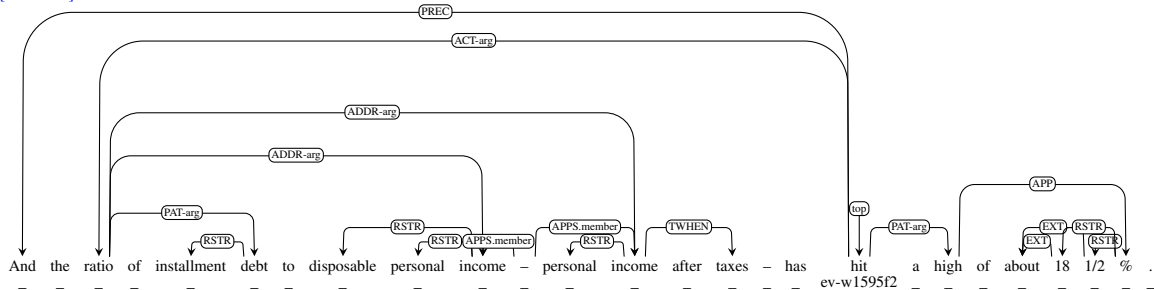 PREC
ACT-arg
ADDR-arg
ADDR-arg
APP
PAT-arg
top
RSTR APPS.member TWHEN PAT-arg EXT RSTR
RSTR RSTR APPS.member RSTR EXT RSTR
And the ratio of installment debt to disposable personal income – personal income after taxes – has hit a high of about 18 1/2 % .
_ _ _ _ _ _ _ _ _ _ _ _ _ _ _ _ _ ev-w1595f2 _ _ _ _ _ _ _ _